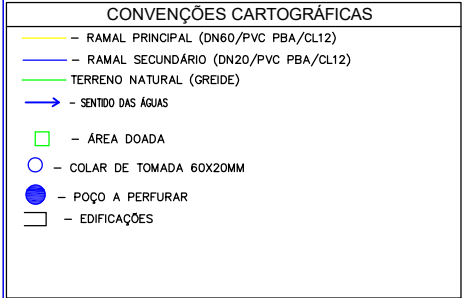 CONVENÇÕES CARTOGRÁFICAS
– RAMAL PRINCIPAL (DN60/PVC PBA/CL12)
– RAMAL SECUNDÁRIO (DN20/PVC PBA/CL12)
TERRENO NATURAL (GREIDE)
– SENTIDO DAS ÁGUAS
– ÁREA DOADA
– COLAR DE TOMADA 60X20MM
– POÇO A PERFURAR
– EDIFICAÇÕES